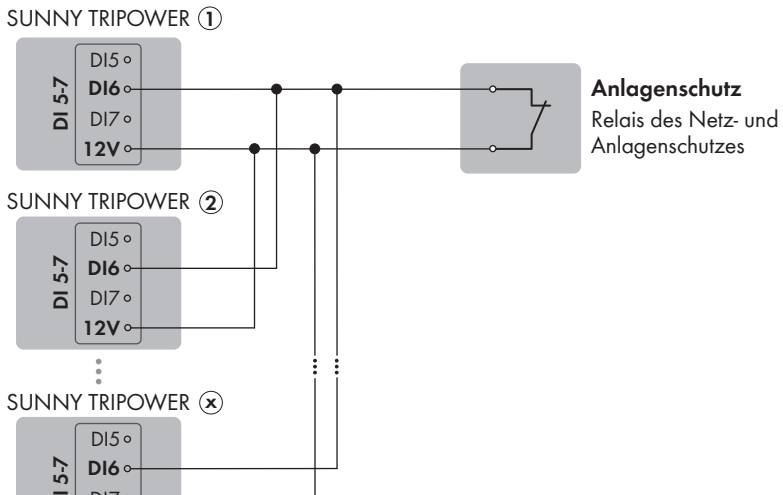 SUNNY TRIPOWER 1
DI 5-7
DI5
DI6
DI7
12V
Anlagenschutz
Relais des Netz- und
Anlagenschutzes
SUNNY TRIPOWER 2
DI 5-7
DI5
DI6
DI7
12V
SUNNY TRIPOWER x
DI5
DI6